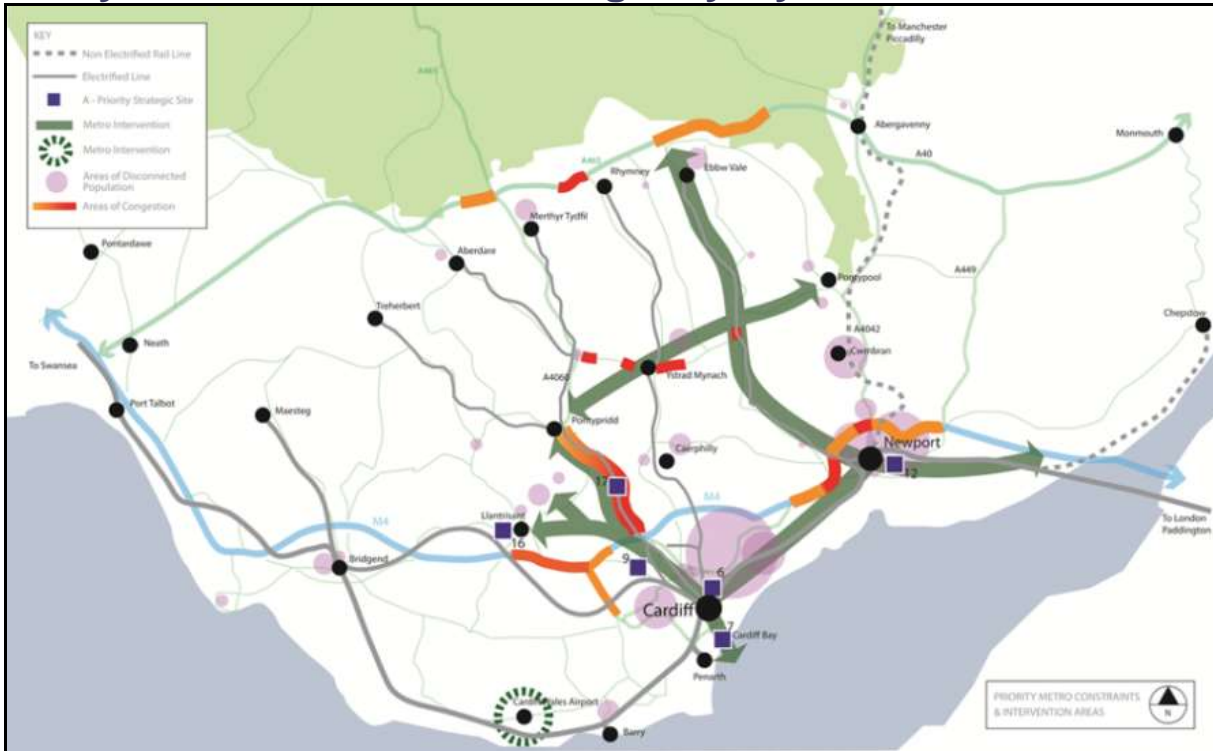 KEY
Non Electrified Rail Line
Electrified Line
A - Priority Strategic Site
Metro Intervention
Metro Intervention
Areas of Disconnected
Population
Areas of Congestion
To Manchester
Piccadilly
A465
Abergavenny
Monmouth
A40
A465
Rhymney
Ebbw Vale
Merthyr Tydfil
Pontardawe
Aberdare
Pontypool
A449
Treherbert
Chepstow
A4042
Cwmbran
Neath
To Swansea
Ystrad Mynach
A4060
Port Talbot
Maesteg
Pontypridd
Caerphilly
Newport
12
17
M4
Llantrisant
16
M4
To London
Paddington
Bridgend
9
6
Cardiff
7
Cardiff Bay
Penarth
Cardiff Wales Airport
Barry
PRIORITY METRO CONSTRAINTS
& INTERVENTION AREAS
N